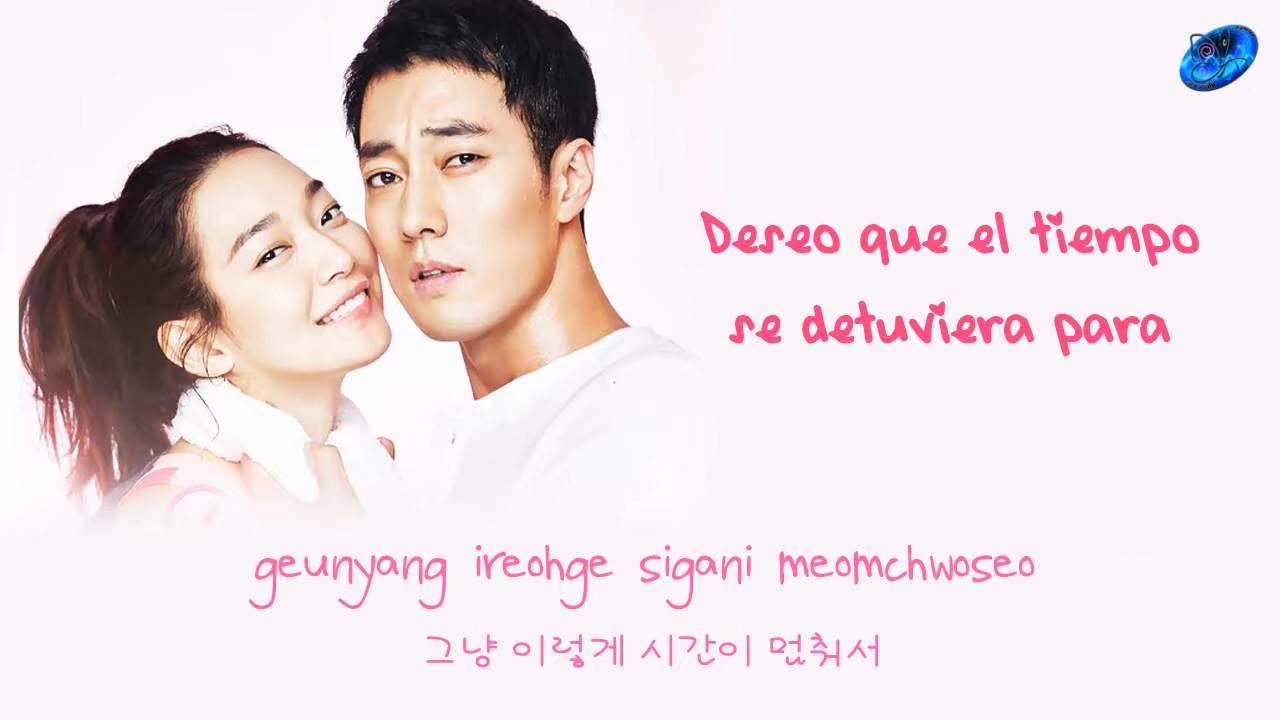 Deseo que el tiempo
se detuviera para
geunyang ireohge sigani meomchwoseo
그냥 이렇게 시간이 멈춰서